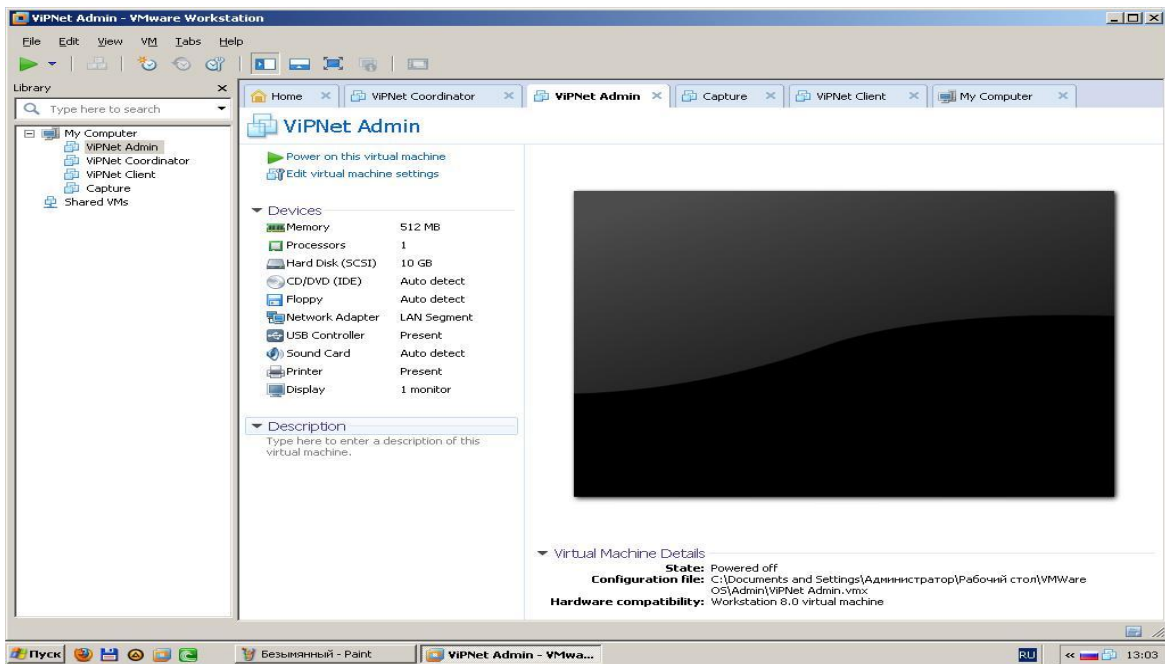 ViPNet Admin - VMware Workstation
File Edit View VM Tabs Help
Library
Type here to search
My Computer
ViPNet Admin
ViPNet Coordinator
ViPNet Client
Capture
Shared VMs
Home ViPNet Coordinator ViPNet Admin Capture ViPNet Client My Computer
ViPNet Admin
Power on this virtual machine
Edit virtual machine settings
Devices
Memory 512 MB
Processors 1
Hard Disk (SCSI) 10 GB
CD/DVD (IDE) Auto detect
Floppy Auto detect
Network Adapter LAN Segment
USB Controller Present
Sound Card Auto detect
Printer Present
Display 1 monitor
Description
Type here to enter a description of this
virtual machine.
Virtual Machine Details
State: Powered off
Configuration file: C:\Documents and Settings\Администратор\Рабочий стол\VMWare
OS\Admin\ViPNet Admin.vmx
Hardware compatibility: Workstation 8.0 virtual machine
Пуск Безымянный - Paint ViPNet Admin - VMwa... RU « 13:03